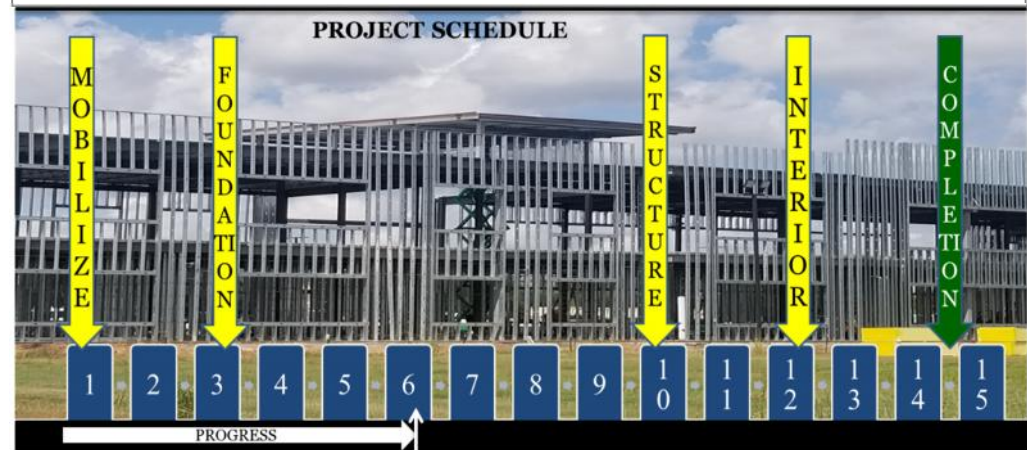 PROJECT SCHEDULE
MOBILIZE
FOUNDATION
STRUCTURE
INTERIOR
COMPLETION
1 2 3 4 5 6 7 8 9 10 11 12 13 14 15
PROGRESS